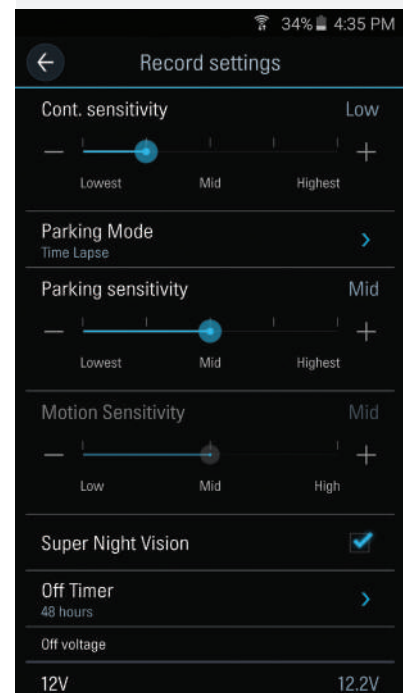 34% 4:35 PM
Record settings
Cont. sensitivity Low
Lowest Mid Highest
Parking Mode
Time Lapse
Parking sensitivity Mid
Lowest Mid Highest
Motion Sensitivity Mid
Low Mid High
Super Night Vision
Off Timer
48 hours
Off voltage
12V 12.2V